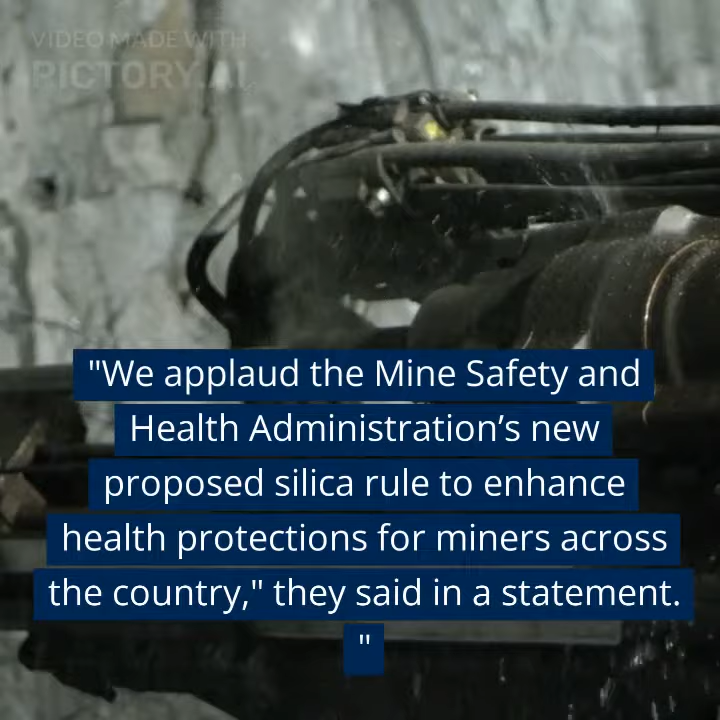 VIDEO MADE WITH
PICTORY.AI
"We applaud the Mine Safety and
Health Administration’s new
proposed silica rule to enhance
health protections for miners across
the country," they said in a statement.
"